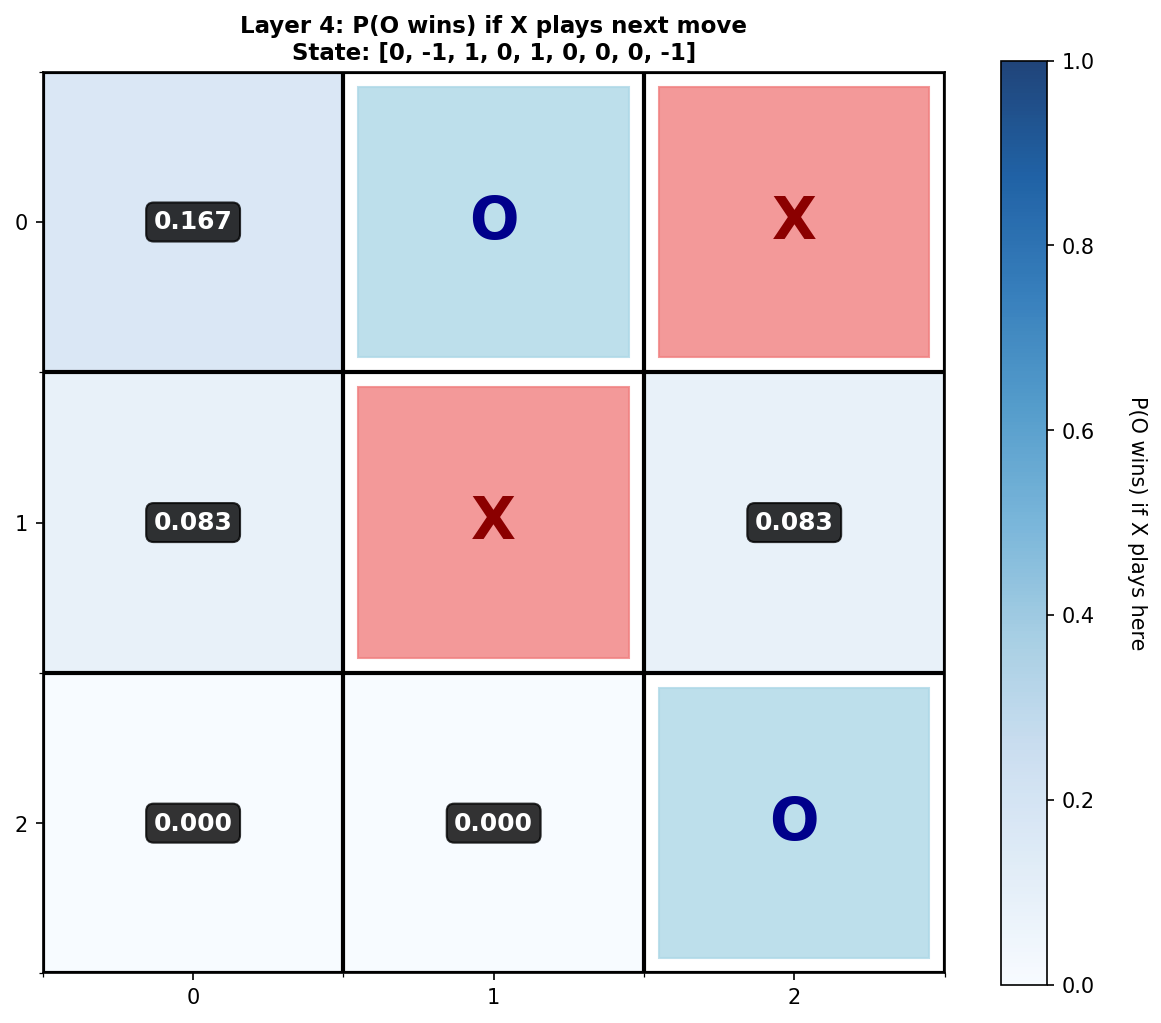 Layer 4: P(O wins) if X plays next move
State: [0, -1, 1, 0, 1, 0, 0, 0, -1]
1.0
0.8
0.6
0.4
0.2
0.0
P(O wins) if X plays here
0
0.167
O
X
1
0.083
X
0.083
2
0.000
0.000
O
0
1
2